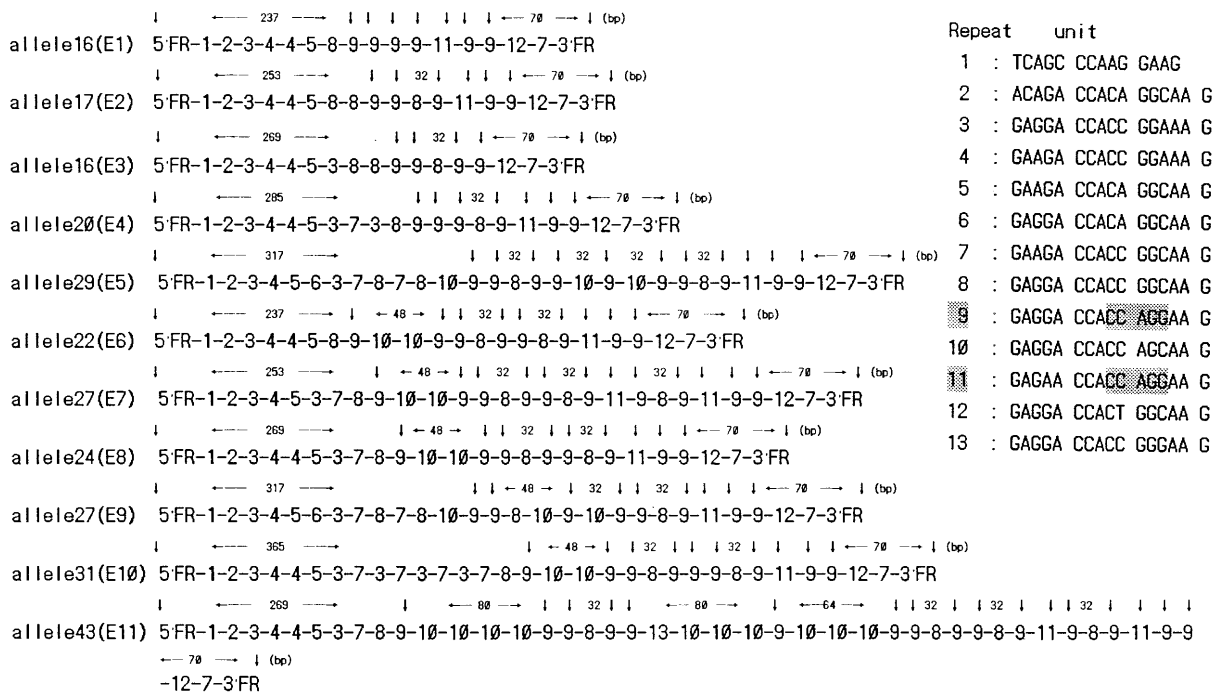 ↓ ←── 237 ──→ ↓ ↓ ↓ ↓ ↓ ↓ ↓ ←─ 70 ─→ ↓ (bp)
allele16(E1) 5'FR-1-2-3-4-4-5-8-9-9-9-9-11-9-9-12-7-3'FR
↓ ←── 253 ──→ ↓ ↓ 32 ↓ ↓ ↓ ↓ ←─ 70 ─→ ↓ (bp)
allele17(E2) 5'FR-1-2-3-4-4-5-8-8-9-9-8-9-11-9-9-12-7-3'FR
↓ ←── 269 ──→ ↓ ↓ 32 ↓ ↓ ←─ 70 ─→ ↓ (bp)
allele16(E3) 5'FR-1-2-3-4-4-5-3-8-8-9-9-8-9-9-12-7-3'FR
↓ ←── 285 ──→ ↓ ↓ ↓ 32 ↓ ↓ ↓ ↓ ←─ 70 ─→ ↓ (bp)
allele20(E4) 5'FR-1-2-3-4-4-5-3-7-3-8-9-9-9-8-9-11-9-9-12-7-3'FR
↓ ←── 317 ──→ ↓ ↓ 32 ↓ ↓ 32 ↓ 32 ↓ ↓ 32 ↓ ↓ ↓ ↓ ←─ 70 ─→ ↓ (bp)
allele29(E5) 5'FR-1-2-3-4-5-6-3-7-8-7-8-10-9-9-8-9-9-10-9-10-9-9-8-9-11-9-9-12-7-3'FR
↓ ←── 237 ──→ ↓ ← 48 → ↓ ↓ 32 ↓ 32 ↓ ↓ ↓ ↓ ←─ 70 ─→ ↓ (bp)
allele22(E6) 5'FR-1-2-3-4-4-5-8-9-10-10-9-9-8-9-9-8-9-11-9-9-12-7-3'FR
↓ ←── 253 ──→ ↓ ← 48 → ↓ ↓ 32 ↓ ↓ 32 ↓ ↓ 32 ↓ ↓ ↓ ↓ ↓ ←─ 70 ─→ ↓ (bp)
allele27(E7) 5'FR-1-2-3-4-4-5-3-7-8-9-10-10-9-9-8-9-9-8-9-11-9-8-9-11-9-9-12-7-3'FR
↓ ←── 269 ──→ ↓ ← 48 → ↓ ↓ 32 ↓ ↓ 32 ↓ ↓ ↓ ↓ ←─ 70 ─→ ↓ (bp)
allele24(E8) 5'FR-1-2-3-4-4-5-3-7-8-9-10-10-9-9-8-9-9-8-9-11-9-9-12-7-3'FR
↓ ←── 317 ──→ ↓ ↓ ← 48 → ↓ 32 ↓ ↓ 32 ↓ ↓ ↓ ↓ ←─ 70 ─→ ↓ (bp)
allele27(E9) 5'FR-1-2-3-4-5-6-3-7-8-7-8-10-9-9-8-10-9-10-9-9-8-9-11-9-9-12-7-3'FR
↓ ←── 365 ──→ ↓ ← 48 → ↓ ↓ 32 ↓ ↓ 32 ↓ ↓ ↓ ↓ ↓ ←─ 70 ─→ ↓ (bp)
allele31(E10) 5'FR-1-2-3-4-4-5-3-7-3-7-3-7-3-7-8-9-10-10-9-9-8-9-9-9-8-9-11-9-9-12-7-3'FR
↓ ←── 269 ──→ ↓ ←─ 80 ─→ ↓ ↓ 32 ↓ ↓ ←─ 80 ─→ ↓ ←─ 64 ─→ ↓ ↓ 32 ↓ ↓ 32 ↓ ↓ ↓ 32 ↓ ↓ ↓ ↓ ↓
allele43(E11) 5'FR-1-2-3-4-4-5-3-7-8-9-10-10-10-10-9-9-8-9-9-13-10-10-10-9-10-10-10-9-9-8-9-9-8-9-11-9-8-9-11-9-9
←─ 70 ─→ ↓ (bp)
-12-7-3'FR
Repeat unit
1 : TCAGC CCAAG GAAG
2 : ACAGA CCACA GGCAA G
3 : GAGGA CCACC GGAAA G
4 : GAAGA CCACC GGAAA G
5 : GAAGA CCACA GGCAA G
6 : GAGGA CCACA GGCAA G
7 : GAAGA CCACC GGCAA G
8 : GAGGA CCACC GGCAA G
9 : GAGGA CCACC AGGAA G
10 : GAGGA CCACC AGCAA G
11 : GAGAA CCACC AGGAA G
12 : GAGGA CCACT GGCAA G
13 : GAGGA CCACC GGGAA G